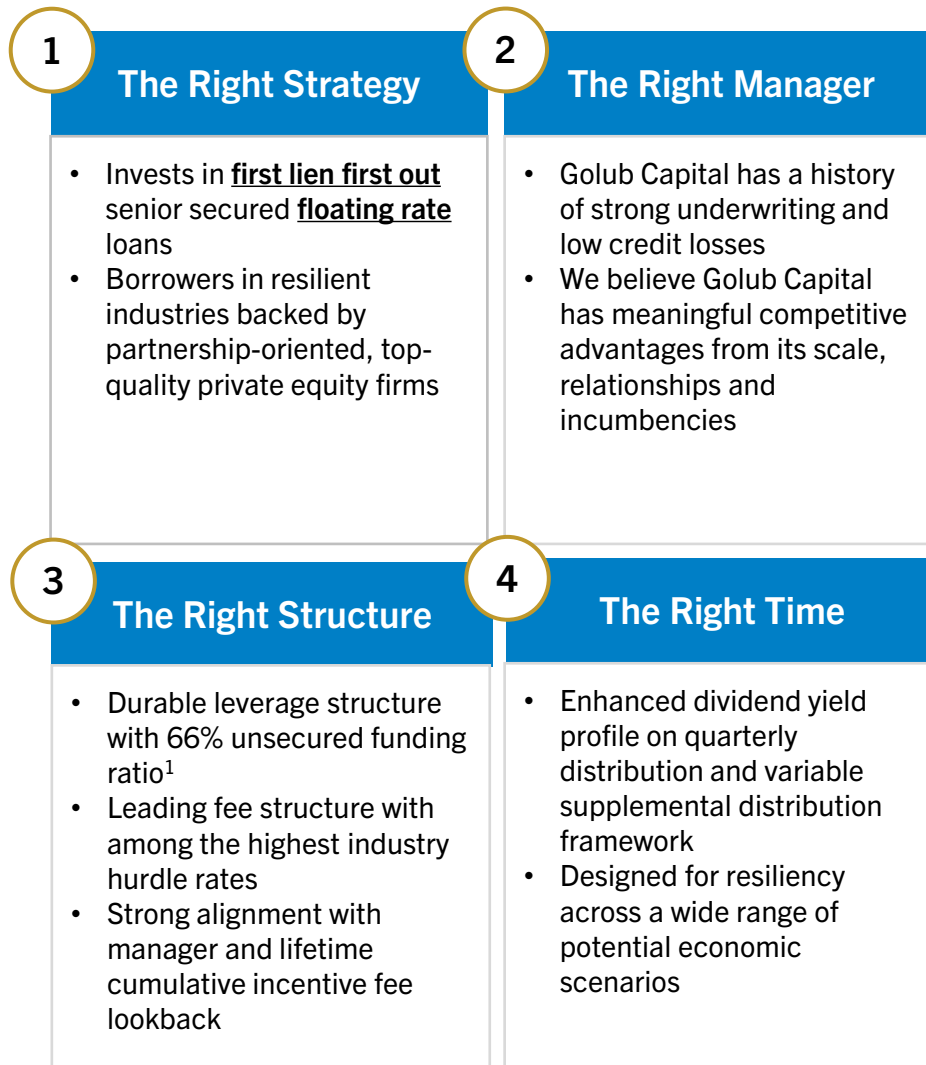 1
The Right Strategy
• Invests in first lien first out
senior secured floating rate
loans
• Borrowers in resilient
industries backed by
partnership-oriented, top-
quality private equity firms
2
The Right Manager
• Golub Capital has a history
of strong underwriting and
low credit losses
• We believe Golub Capital
has meaningful competitive
advantages from its scale,
relationships and
incumbencies
3
The Right Structure
• Durable leverage structure
with 66% unsecured funding
ratio¹
• Leading fee structure with
among the highest industry
hurdle rates
• Strong alignment with
manager and lifetime
cumulative incentive fee
lookback
4
The Right Time
• Enhanced dividend yield
profile on quarterly
distribution and variable
supplemental distribution
framework
• Designed for resiliency
across a wide range of
potential economic
scenarios